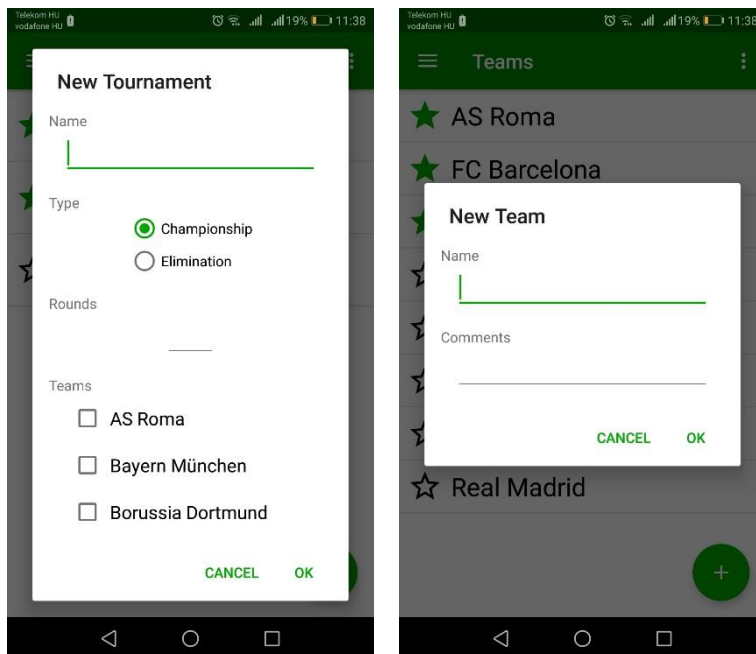 Telekom HU
vodafone HU
19% 11:38
New Tournament
Name
Type
Championship
Elimination
Rounds
Teams
AS Roma
Bayern München
Borussia Dortmund
CANCEL OK
Telekom HU
vodafone HU
19% 11:38
Teams
AS Roma
FC Barcelona
New Team
Name
Comments
CANCEL OK
Real Madrid
+